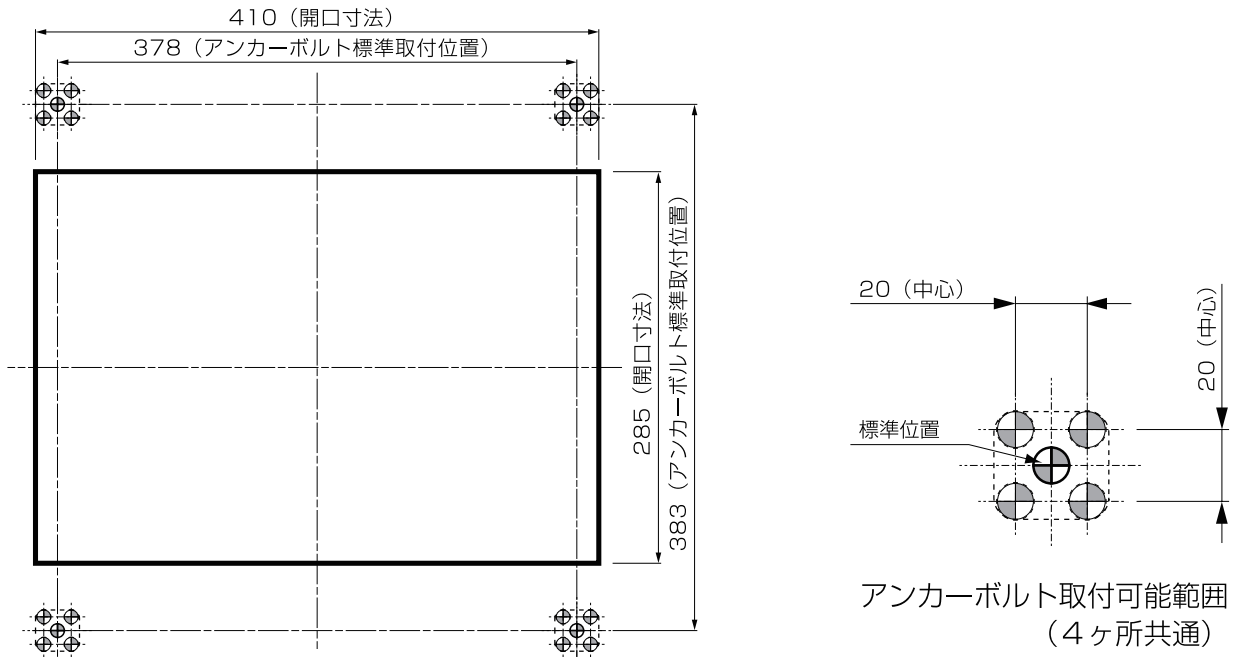 410（開口寸法）
378（アンカーボルト標準取付位置）
285（開口寸法）
383（アンカーボルト標準取付位置）
20（中心）
20（中心）
標準位置
アンカーボルト取付可能範囲
（4ヶ所共通）